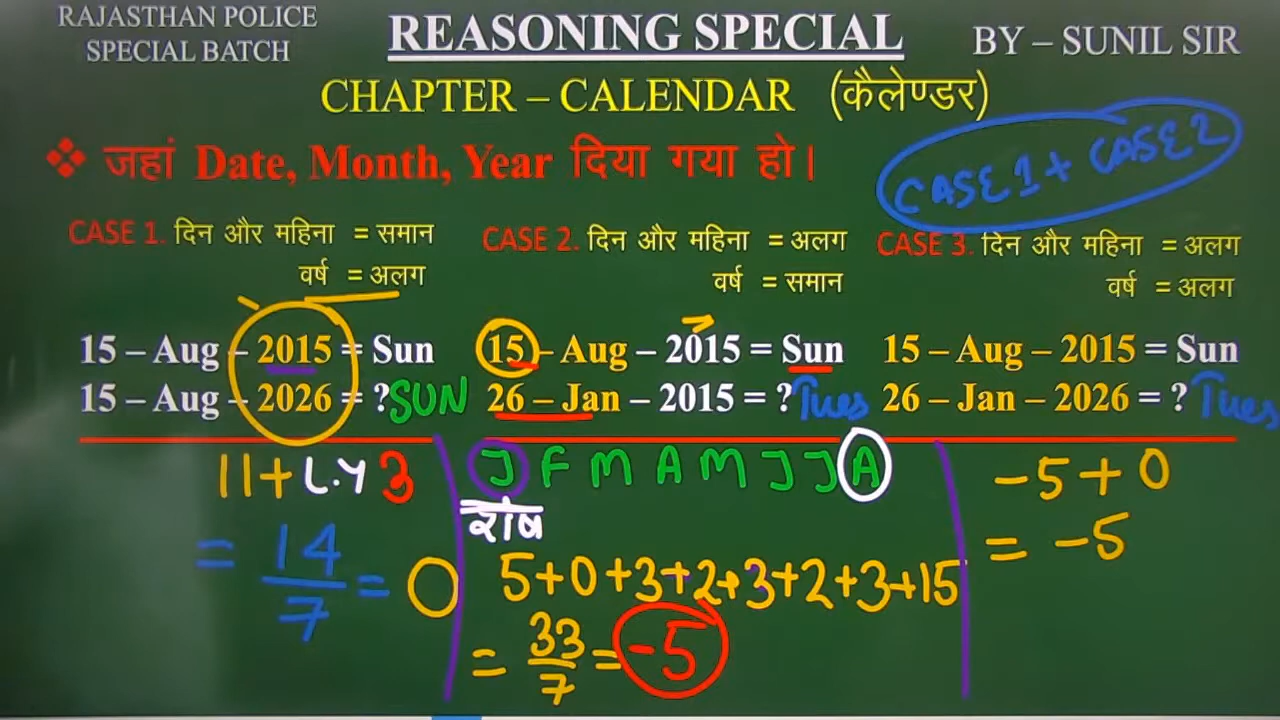 RAJASTHAN POLICE
SPECIAL BATCH
REASONING SPECIAL
BY – SUNIL SIR
CHAPTER – CALENDAR (कैलेण्डर)
❖ जहां Date, Month, Year दिया गया हो।
CASE 1 + CASE 2
CASE 1. दिन और महिना = समान
वर्ष = अलग
15 – Aug – 2015 = Sun
15 – Aug – 2026 = ? SUN
11 + L.Y 3
= 14/7 = 0
CASE 2. दिन और महिना = अलग
वर्ष = समान
15 – Aug – 2015 = Sun
26 – Jan – 2015 = ? Tues
J F M A M J J A
शेष
5+0+3+2+3+2+3+15
= 33/7 = -5
CASE 3. दिन और महिना = अलग
वर्ष = अलग
15 – Aug – 2015 = Sun
26 – Jan – 2026 = ? Tues
-5 + 0
= -5